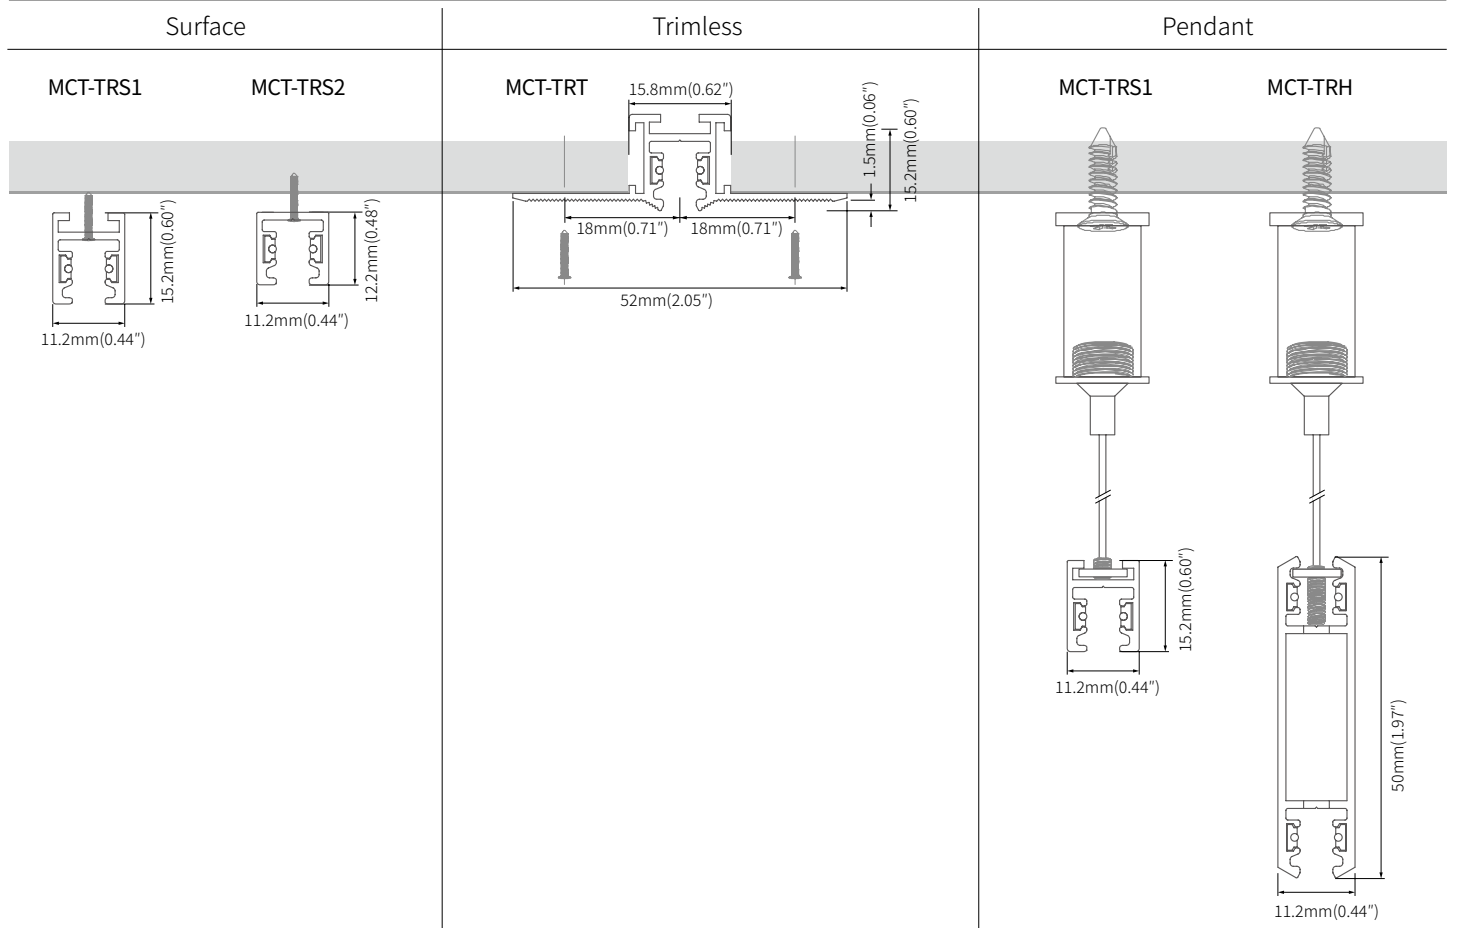 Surface
Trimless
Pendant
MCT-TRS1
MCT-TRS2
MCT-TRT
MCT-TRS1
MCT-TRH
15.2mm(0.60″)
11.2mm(0.44″)
12.2mm(0.48″)
11.2mm(0.44″)
15.8mm(0.62″)
1.5mm(0.06″)
15.2mm(0.60″)
18mm(0.71″)
18mm(0.71″)
52mm(2.05″)
15.2mm(0.60″)
11.2mm(0.44″)
50mm(1.97″)
11.2mm(0.44″)